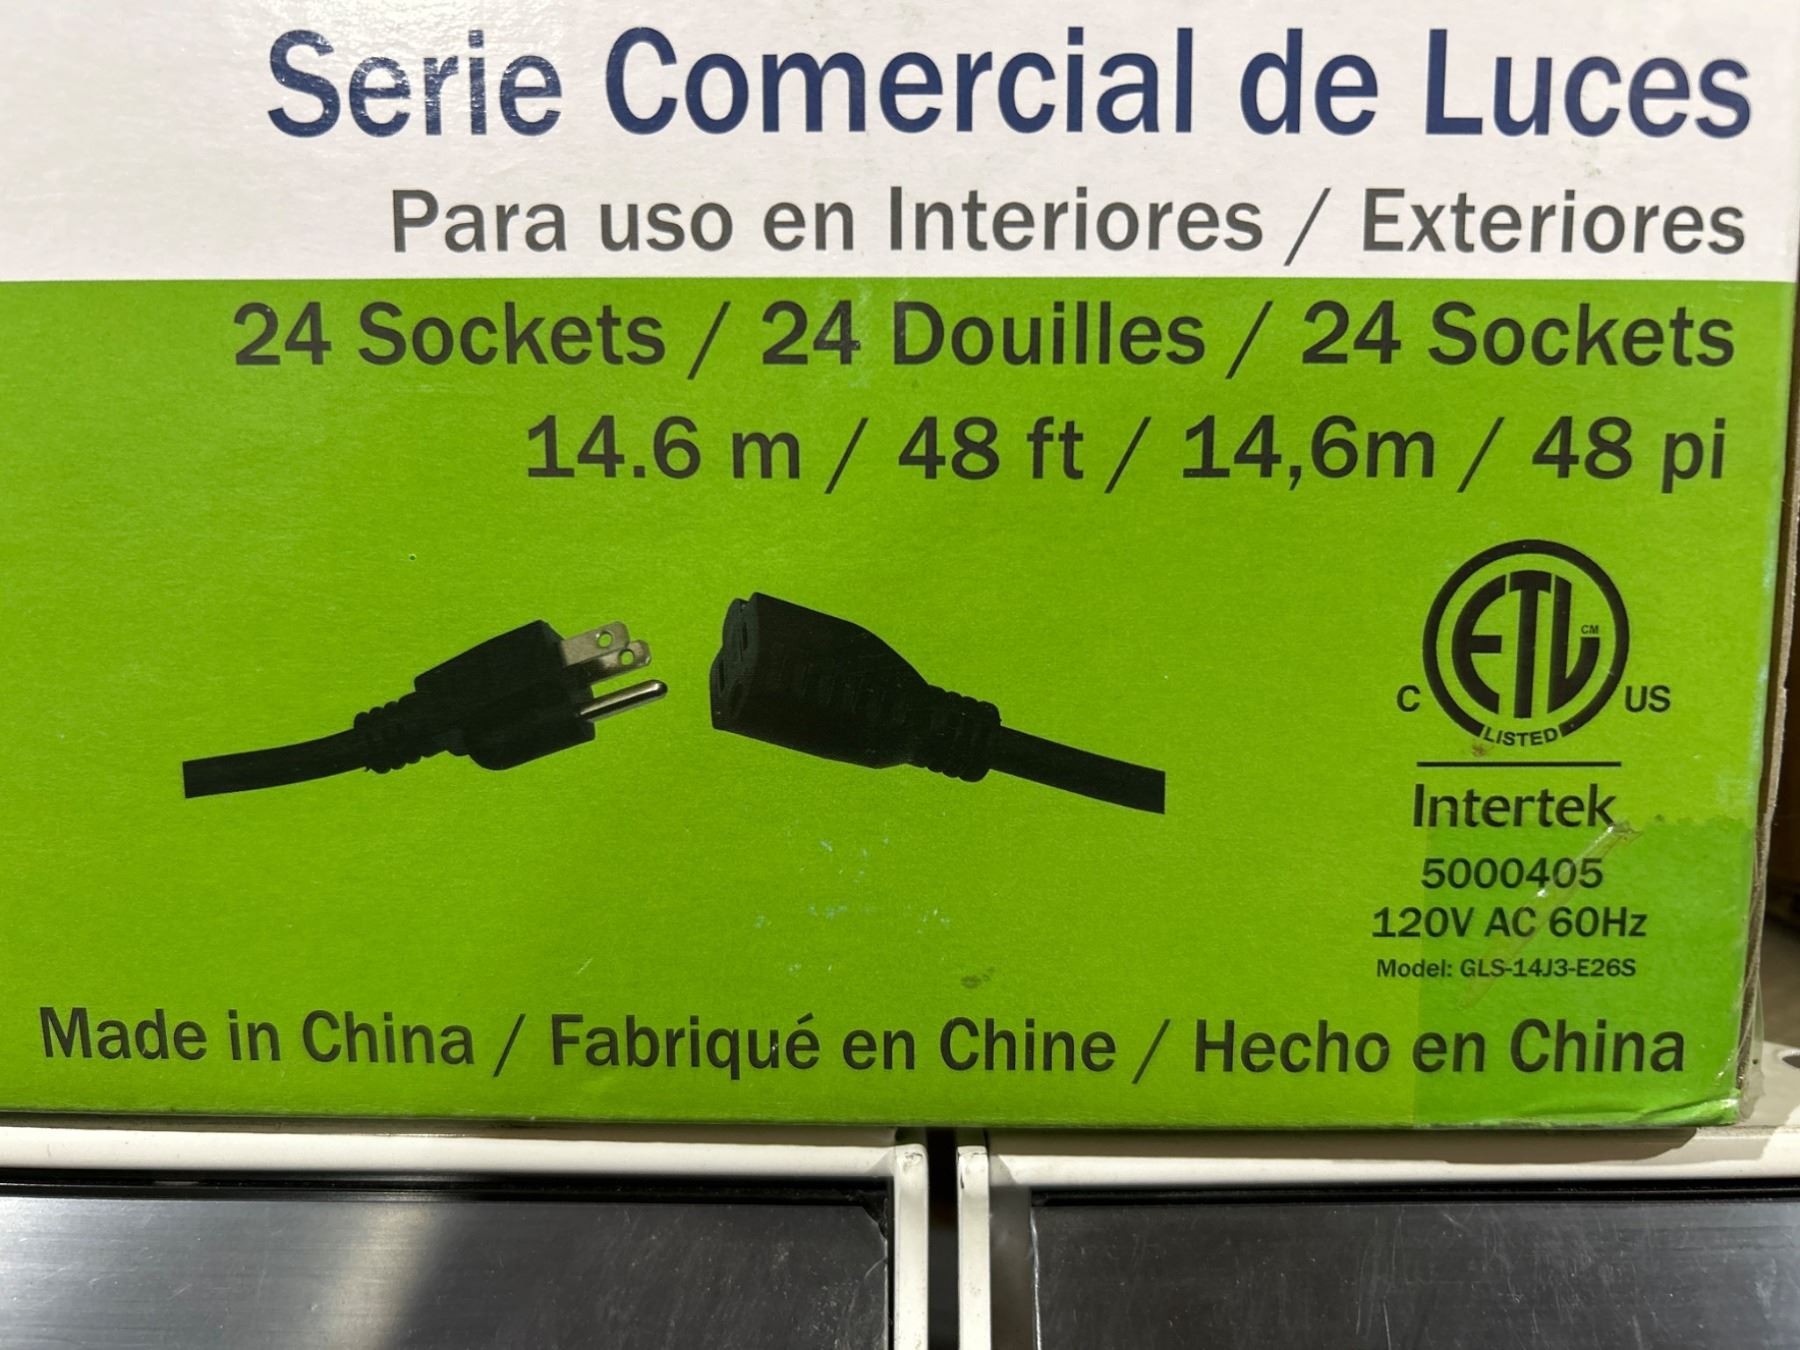 Serie Comercial de Luces
Para uso en Interiores / Exteriores
24 Sockets / 24 Douilles / 24 Sockets
14.6 m / 48 ft / 14,6m / 48 pi
ETL CM
C US
LISTED
Intertek
5000405
120V AC 60Hz
Model: GLS-14J3-E26S
Made in China / Fabriqué en Chine / Hecho en China